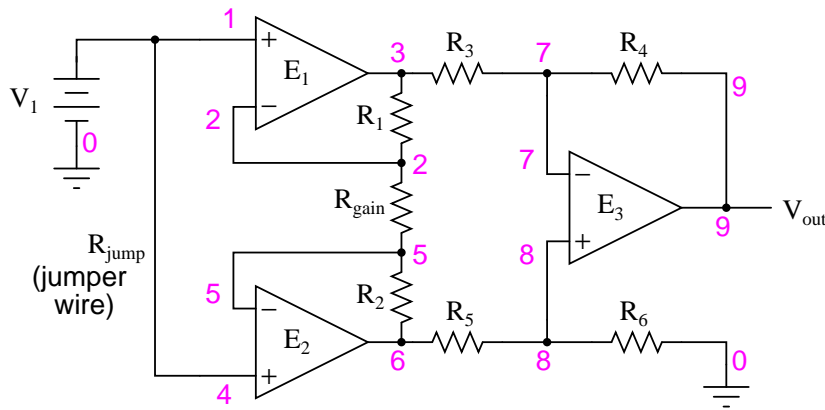 1
3
R3
7
R4
E1
V1
9
R1
0
2
2
7
Rgain
E3
Vout
Rjump
(jumper
wire)
9
5
8
5
R2
E2
R5
R6
4
6
8
0